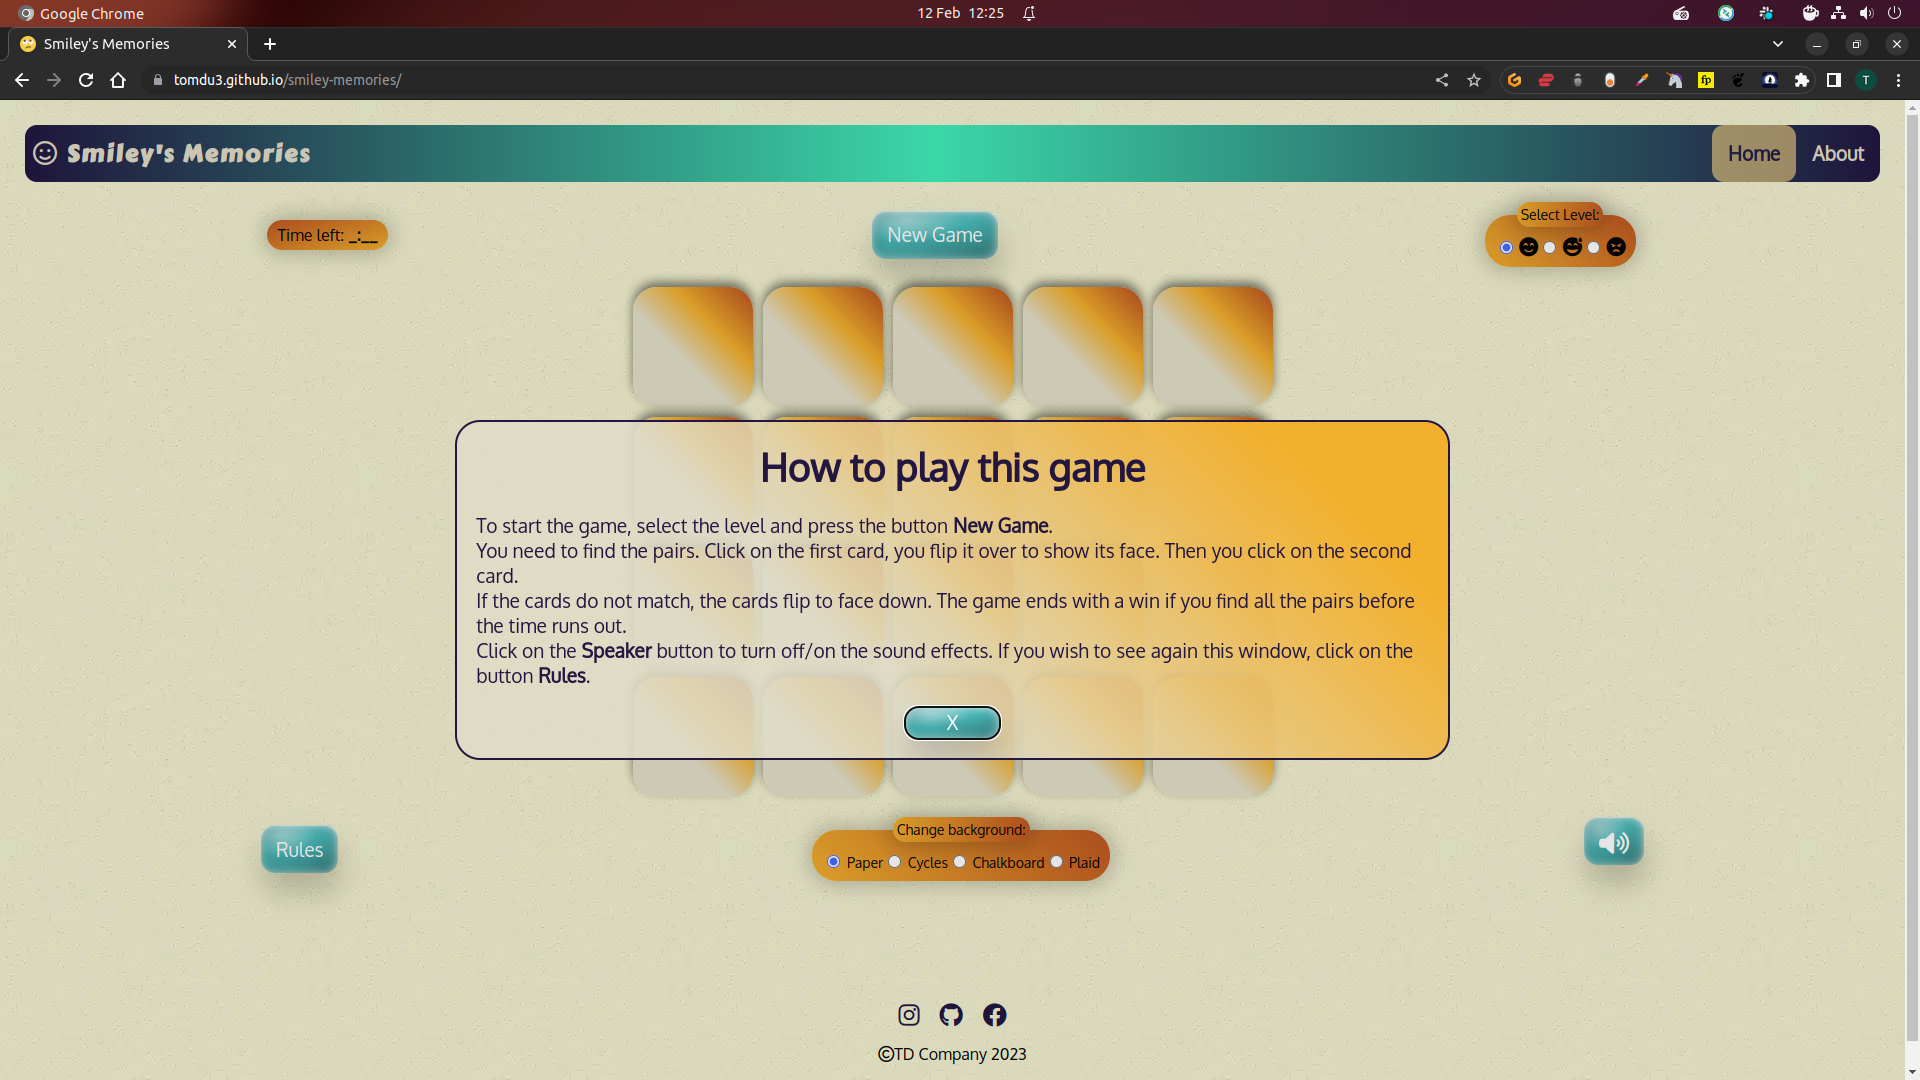 Google Chrome
12 Feb 12:25
Smiley's Memories
tomdu3.github.io/smiley-memories/
fp
T
Smiley's Memories
Home
About
Time left: _:__
New Game
Select Level:
How to play this game
To start the game, select the level and press the button New Game.
You need to find the pairs. Click on the first card, you flip it over to show its face. Then you click on the second
card.
If the cards do not match, the cards flip to face down. The game ends with a win if you find all the pairs before
the time runs out.
Click on the Speaker button to turn off/on the sound effects. If you wish to see again this window, click on the
button Rules.
X
Rules
Change background:
Paper Cycles Chalkboard Plaid
©TD Company 2023